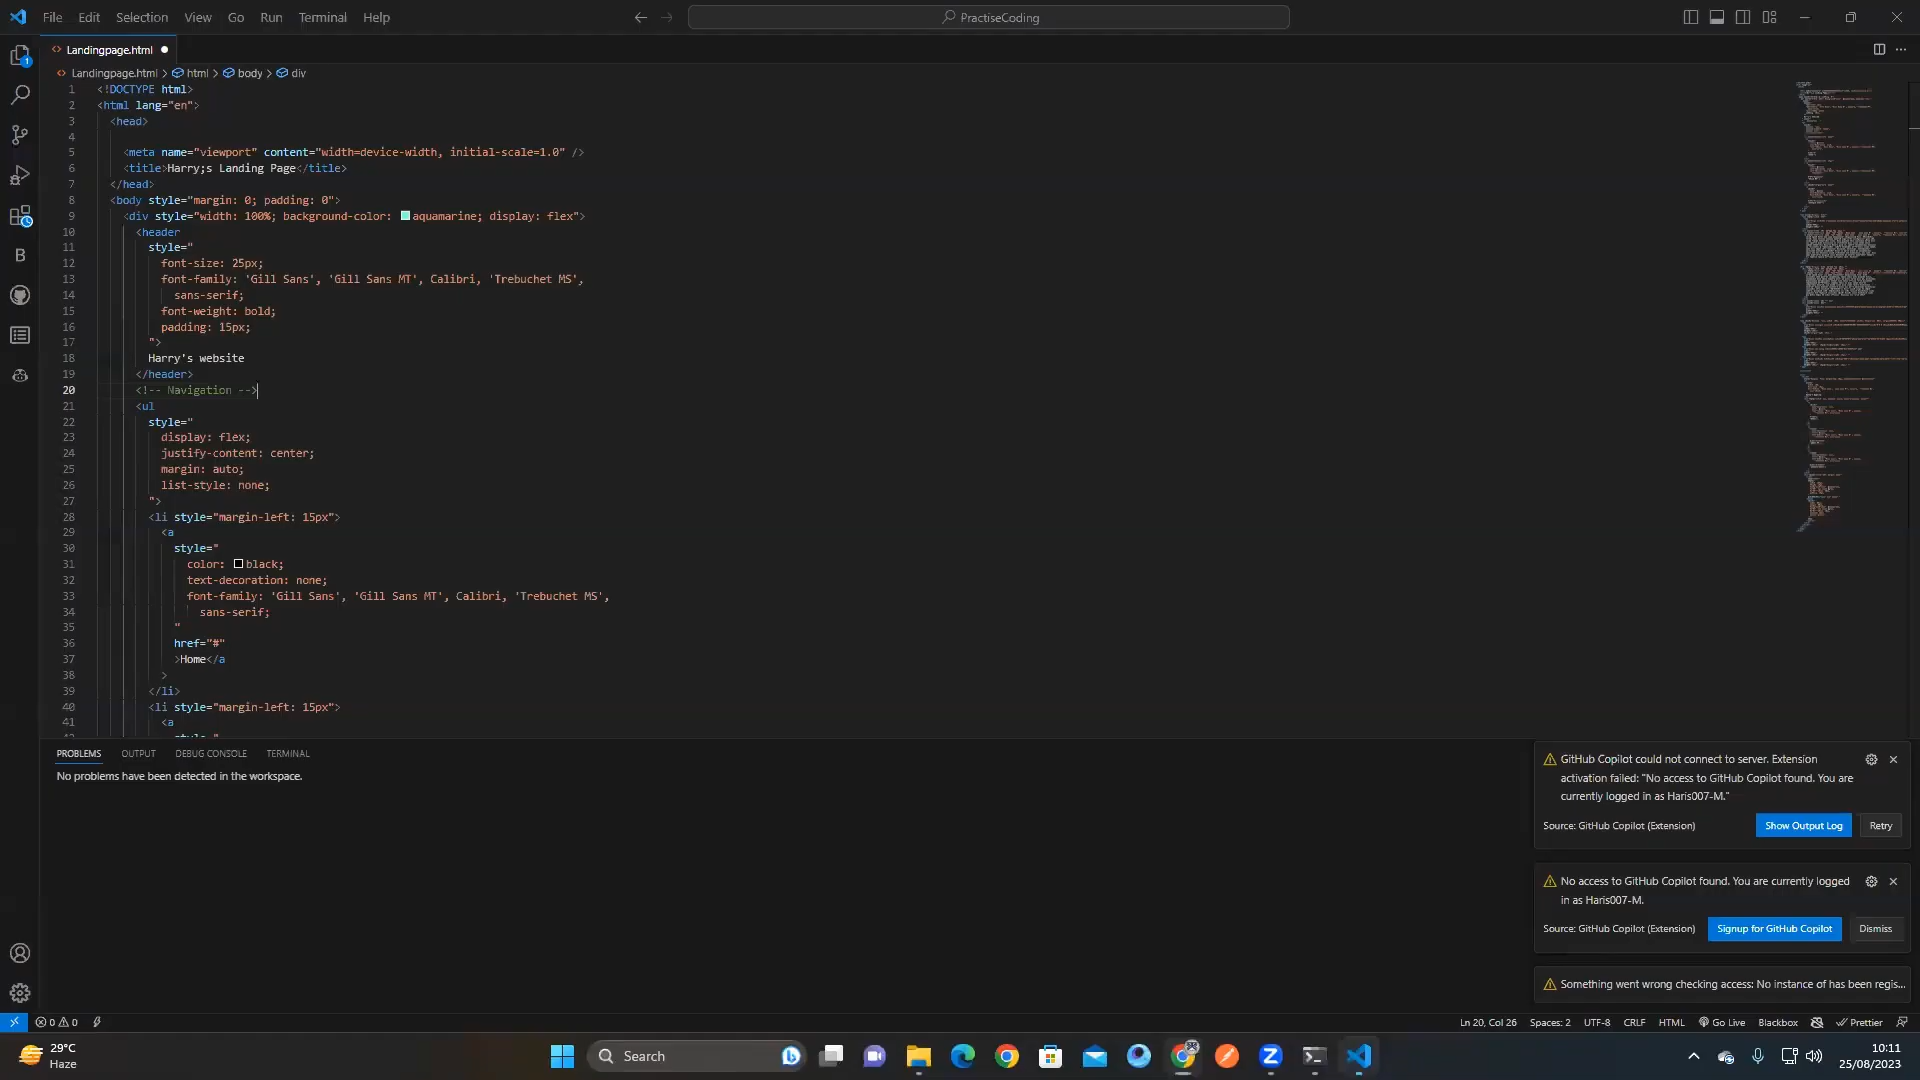 File Edit Selection View Go Run Terminal Help
PractiseCoding
Landingpage.html
Landingpage.html > html > body > div
1 <!DOCTYPE html>
2 <html lang="en">
3 <head>
4
5 <meta name="viewport" content="width=device-width, initial-scale=1.0" />
6 <title>Harry;s Landing Page</title>
7 </head>
8 <body style="margin: 0; padding: 0">
9 <div style="width: 100%; background-color: aquamarine; display: flex">
10 <header
11 style="
12 font-size: 25px;
13 font-family: 'Gill Sans', 'Gill Sans MT', Calibri, 'Trebuchet MS',
14 sans-serif;
15 font-weight: bold;
16 padding: 15px;
17 ">
18 Harry's website
19 </header>
20 <!-- Navigation -->
21 <ul
22 style="
23 display: flex;
24 justify-content: center;
25 margin: auto;
26 list-style: none;
27 ">
28 <li style="margin-left: 15px">
29 <a
30 style="
31 color: black;
32 text-decoration: none;
33 font-family: 'Gill Sans', 'Gill Sans MT', Calibri, 'Trebuchet MS',
34 sans-serif;
35 "
36 href="#"
37 >Home</a
38 >
39 </li>
40 <li style="margin-left: 15px">
41 <a
PROBLEMS OUTPUT DEBUG CONSOLE TERMINAL
No problems have been detected in the workspace.
GitHub Copilot could not connect to server. Extension
activation failed: "No access to GitHub Copilot found. You are
currently logged in as Haris007-M."
Source: GitHub Copilot (Extension) Show Output Log Retry
No access to GitHub Copilot found. You are currently logged
in as Haris007-M.
Source: GitHub Copilot (Extension) Signup for GitHub Copilot Dismiss
Something went wrong checking access: No instance of has been regis...
0 0 Ln 20, Col 26 Spaces: 2 UTF-8 CRLF HTML Go Live Blackbox Prettier
29°C
Haze
Search
10:11
25/08/2023